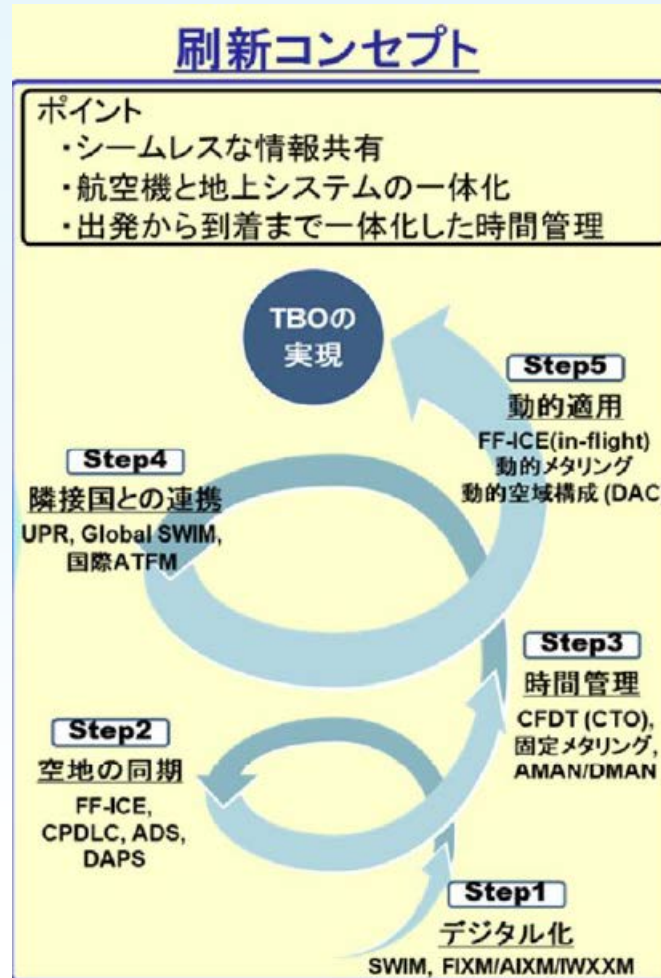 刷新コンセプト
ポイント
・シームレスな情報共有
・航空機と地上システムの一体化
・出発から到着まで一体化した時間管理
TBOの
実現
Step5
動的適用
FF-ICE(in-flight)
動的メタリング
動的空域構成 (DAC
Step4
隣接国との連携
UPR, Global SWIM,
国際ATFM
Step3
時間管理
CFDT (CTO),
固定メタリング,
AMAN/DMAN
Step2
空地の同期
FF-ICE,
CPDLC, ADS,
DAPS
Step1
デジタル化
SWIM, FIXM/AIXM/IWXXM